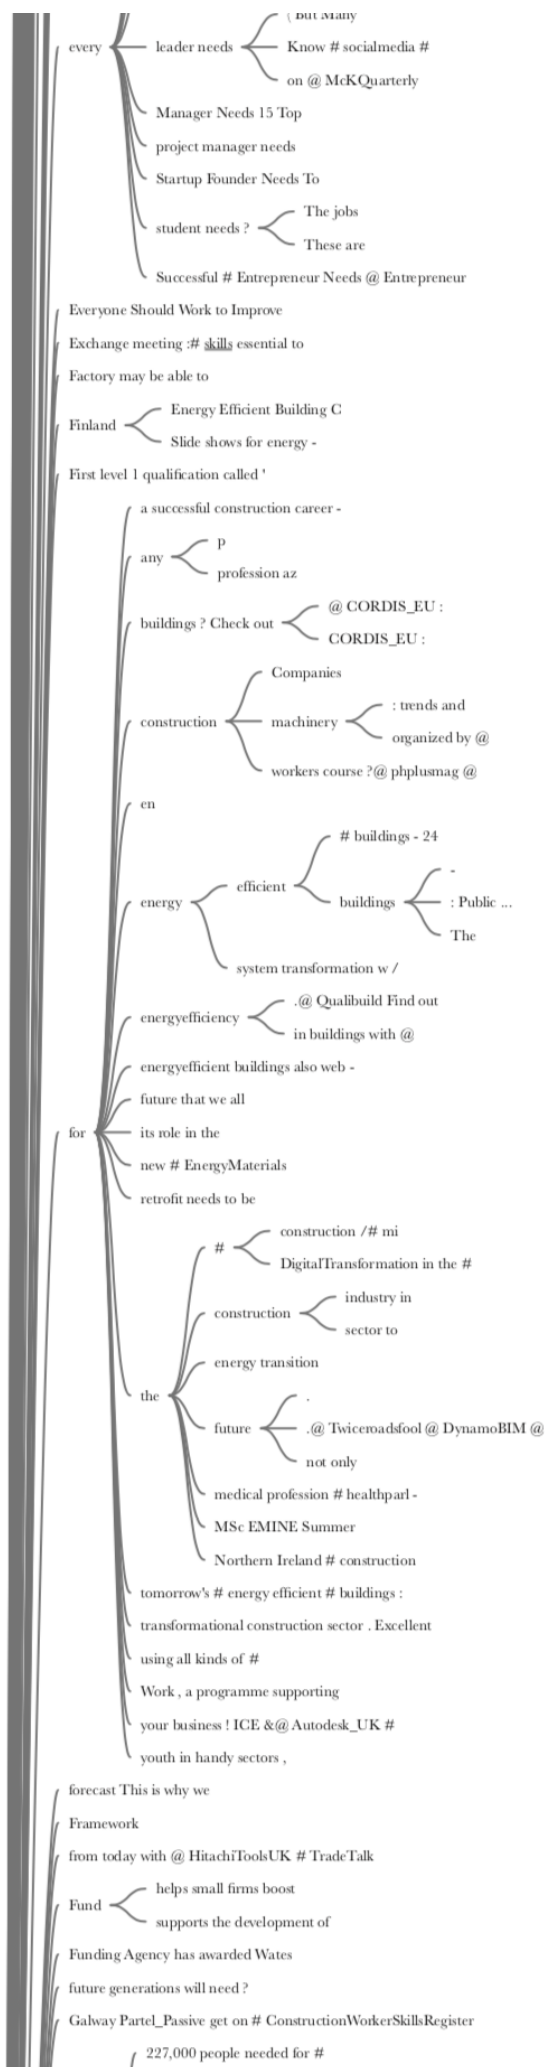 ( But Many
every
leader needs
Know # socialmedia #
on @ McKQuarterly
Manager Needs 15 Top
project manager needs
Startup Founder Needs To
student needs ?
The jobs
These are
Successful # Entrepreneur Needs @ Entrepreneur
Everyone Should Work to Improve
Exchange meeting :# skills essential to
Factory may be able to
Finland
Energy Efficient Building C
Slide shows for energy -
First level 1 qualification called '
for
a successful construction career -
any
p
profession az
buildings ? Check out
@ CORDIS_EU :
CORDIS_EU :
construction
Companies
machinery
: trends and
organized by @
workers course ?@ phplusmag @
en
energy
efficient
# buildings - 24
buildings
-
: Public ...
The
system transformation w /
energyefficiency
.@ Qualibuild Find out
in buildings with @
energyefficient buildings also web -
future that we all
its role in the
new # EnergyMaterials
retrofit needs to be
the
#
construction /# mi
DigitalTransformation in the #
construction
industry in
sector to
energy transition
future
.
.@ Twiceroadsfool @ DynamoBIM @
not only
medical profession # healthparl -
MSc EMINE Summer
Northern Ireland # construction
tomorrow's # energy efficient # buildings :
transformational construction sector . Excellent
using all kinds of #
Work , a programme supporting
your business ! ICE &@ Autodesk_UK #
youth in handy sectors ,
forecast This is why we
Framework
from today with @ HitachiToolsUK # TradeTalk
Fund
helps small firms boost
supports the development of
Funding Agency has awarded Wates
future generations will need ?
Galway Partel_Passive get on # ConstructionWorkerSkillsRegister
227,000 people needed for #